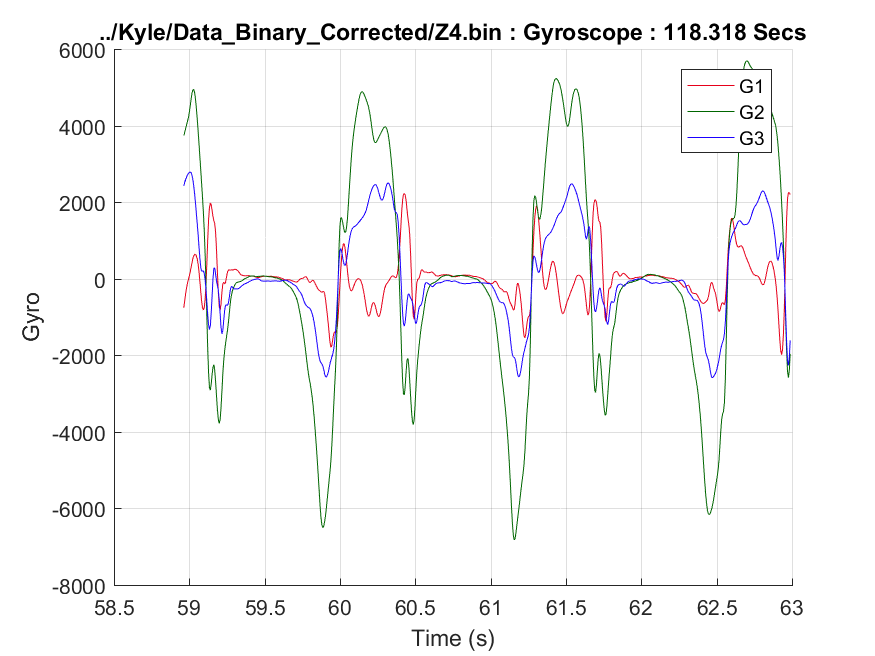 ../Kyle/Data_Binary_Corrected/Z4.bin : Gyroscope : 118.318 Secs
6000
4000
2000
0
-2000
-4000
-6000
-8000
Gyro
G1
G2
G3
58.5 59 59.5 60 60.5 61 61.5 62 62.5 63
Time (s)